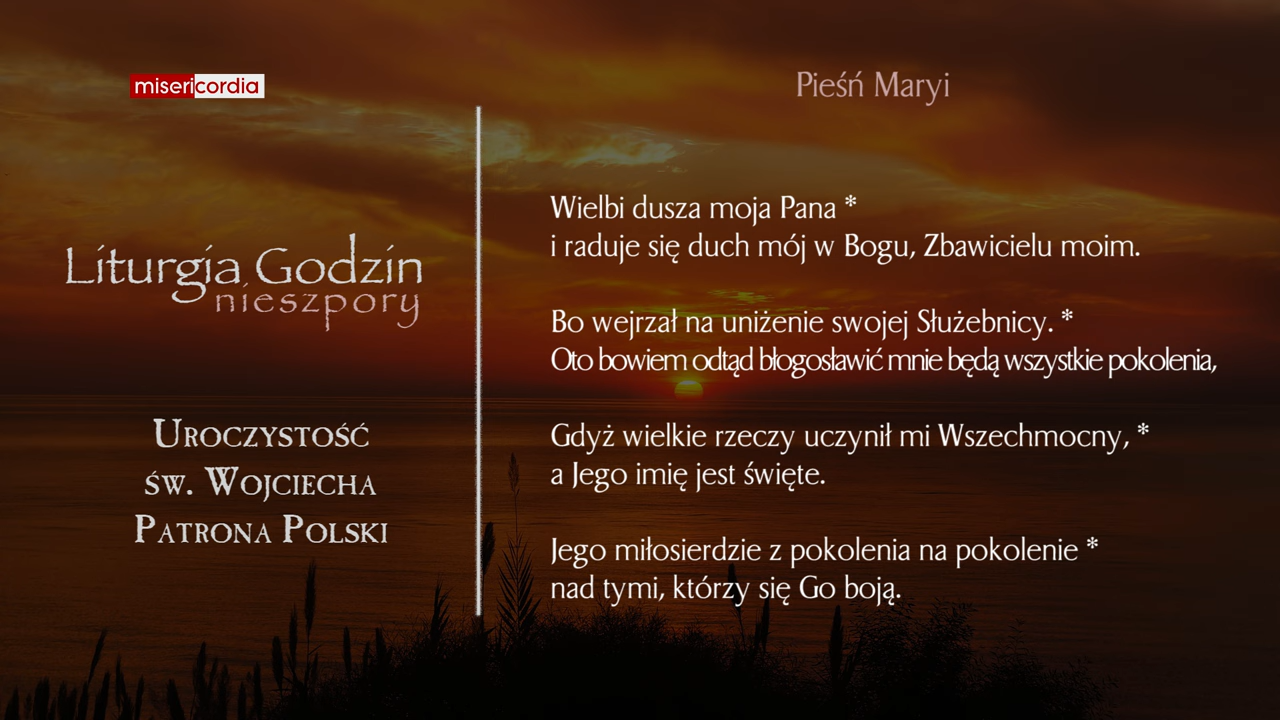 misericordia
Liturgia Godzin
nieszpory
Uroczystość
św. Wojciecha
Patrona Polski
Pieśń Maryi
Wielbi dusza moja Pana *
i raduje się duch mój w Bogu, Zbawicielu moim.
Bo wejrzał na uniżenie swojej Służebnicy. *
Oto bowiem odtąd błogosławić mnie będą wszystkie pokolenia,
Gdyż wielkie rzeczy uczynił mi Wszechmocny, *
a Jego imię jest święte.
Jego miłosierdzie z pokolenia na pokolenie *
nad tymi, którzy się Go boją.